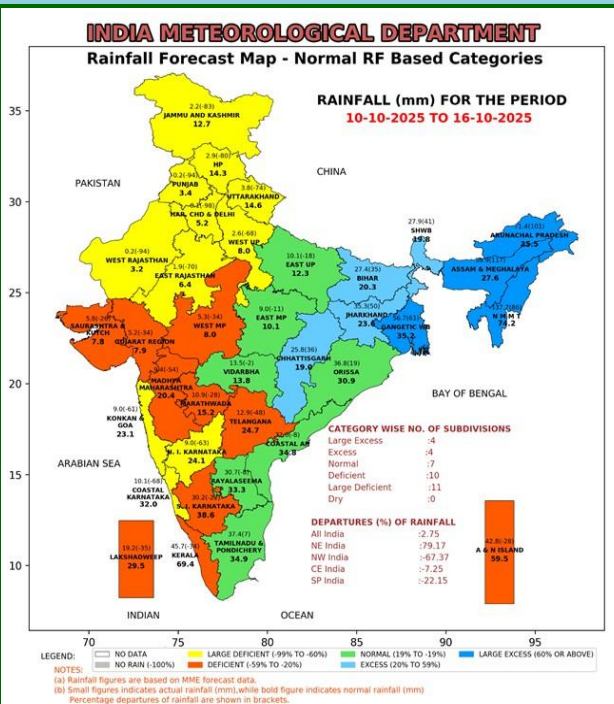 INDIA METEOROLOGICAL DEPARTMENT
Rainfall Forecast Map - Normal RF Based Categories
RAINFALL (mm) FOR THE PERIOD
10-10-2025 TO 16-10-2025
35
30
25
20
15
10
2.2(-83)
JAMMU AND KASHMIR
12.7
2.9(-80)
HP
14.3
CHINA
PAKISTAN
0.2(-94)
PUNJAB
3.4
3.8(-74)
UTTARAKHAND
14.6
0.1(-98)
HAR. CHD & DELHI
5.2
2.6(-68)
WEST UP
8.0
27.9(41)
SHWB
19.8
ARUNACHAL PRADESH
25.5
0.2(-94)
WEST RAJASTHAN
3.2
1.9(-70)
EAST RAJASTHAN
6.4
10.1(-18)
EAST UP
12.3
27.4(35)
BIHAR
20.3
ASSAM & MEGHALAYA
27.6
SAURASHTRA &
KUTCH
7.8
5.2(-34)
GUJARAT REGION
7.9
5.3(-34)
WEST MP
8.0
9.0(-11)
EAST MP
10.1
35.3(50)
JHARKHAND
23.6
GANGETIC WB
35.2
N M M T
74.2
13.5(-2)
VIDARBHA
13.8
25.8(36)
CHHATTISGARH
19.0
36.8(19)
ORISSA
30.9
MADHYA
MAHARASHTRA
20.4
10.9(-28)
MARATHWADA
15.2
12.9(-48)
TELANGANA
24.7
BAY OF BENGAL
9.0(-61)
KONKAN &
GOA
23.1
COASTAL AP
34.8
9.0(-63)
N. I. KARNATAKA
24.1
ARABIAN SEA
10.1(-68)
COASTAL
KARNATAKA
32.0
RAYALASEEMA
33.3
S. I. KARNATAKA
38.6
37.4(7)
TAMILNADU &
PONDICHERY
34.9
KERALA
69.4
19.2(-35)
LAKSHADWEEP
29.5
42.8(-28)
A & N ISLAND
59.5
CATEGORY WISE NO. OF SUBDIVISIONS
Large Excess :4
Excess :4
Normal :7
Deficient :10
Large Deficient :11
Dry :0
DEPARTURES (%) OF RAINFALL
All India :2.75
NE India :79.17
NW India :-67.37
CE India :-7.25
SP India :-22.15
INDIAN OCEAN
70 75 80 85 90 95
LEGEND: NO DATA LARGE DEFICIENT (-99% TO -60%) NORMAL (19% TO -19%) LARGE EXCESS (60% OR ABOVE)
NO RAIN (-100%) DEFICIENT (-59% TO -20%) EXCESS (20% TO 59%)
NOTES:
(a) Rainfall figures are based on MME forecast data.
(b) Small figures indicates actual rainfall (mm),while bold figure indicates normal rainfall (mm)
Percentage departures of rainfall are shown in brackets.